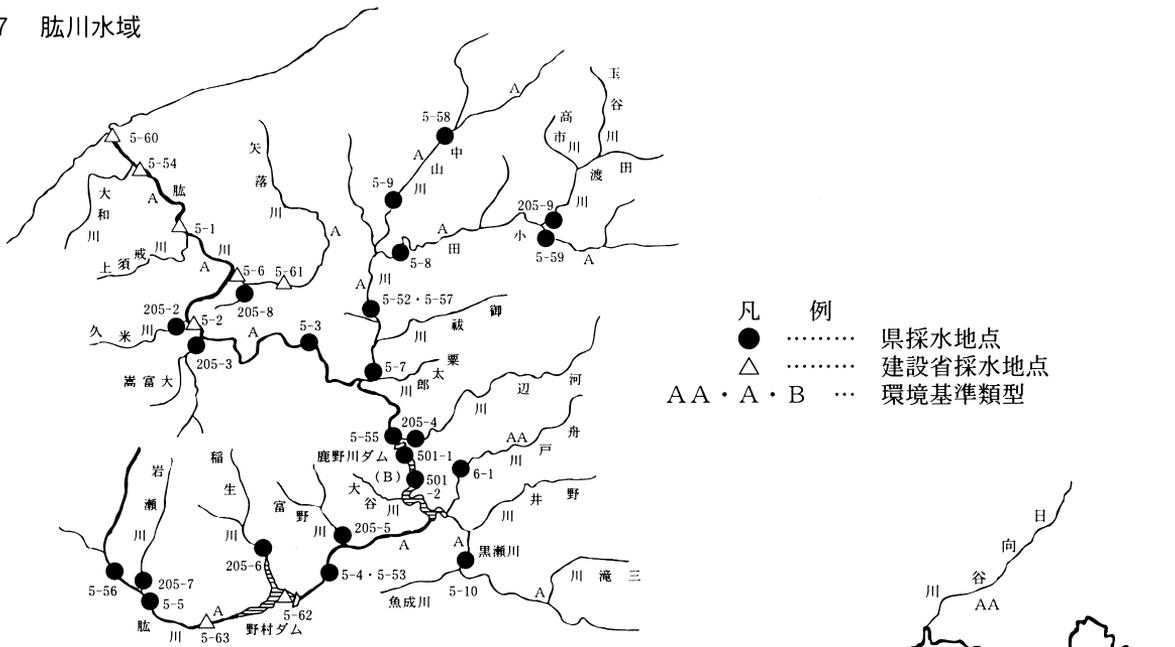 7 肱川水域
5-60
5-54
大和川
A
肱
5-1
川
上須戒川
A
5-6
5-61
矢落川
A
205-8
205-2
5-2
久米川
205-3
嵩富大
A
5-3
5-58
A
A
中山川
5-9
5-8
A
小田川
5-52・5-57
A
御祓川
5-7
粟太郎川
玉谷川
高市川
田渡川
205-9
5-59
A
5-55
205-4
河辺川
鹿野川ダム
501-1
(B)
501-2
大谷川
6-1
AA
舟戸川
野井川
A
黒瀬川
5-10
魚成川
A
三滝川
岩瀬川
稲生川
富野川
205-5
A
205-6
5-4・5-53
5-56
205-7
5-5
肱川
A
5-63
5-62
野村ダム
凡例
●………県採水地点
△………建設省採水地点
AA・A・B…環境基準類型
日向谷川
AA